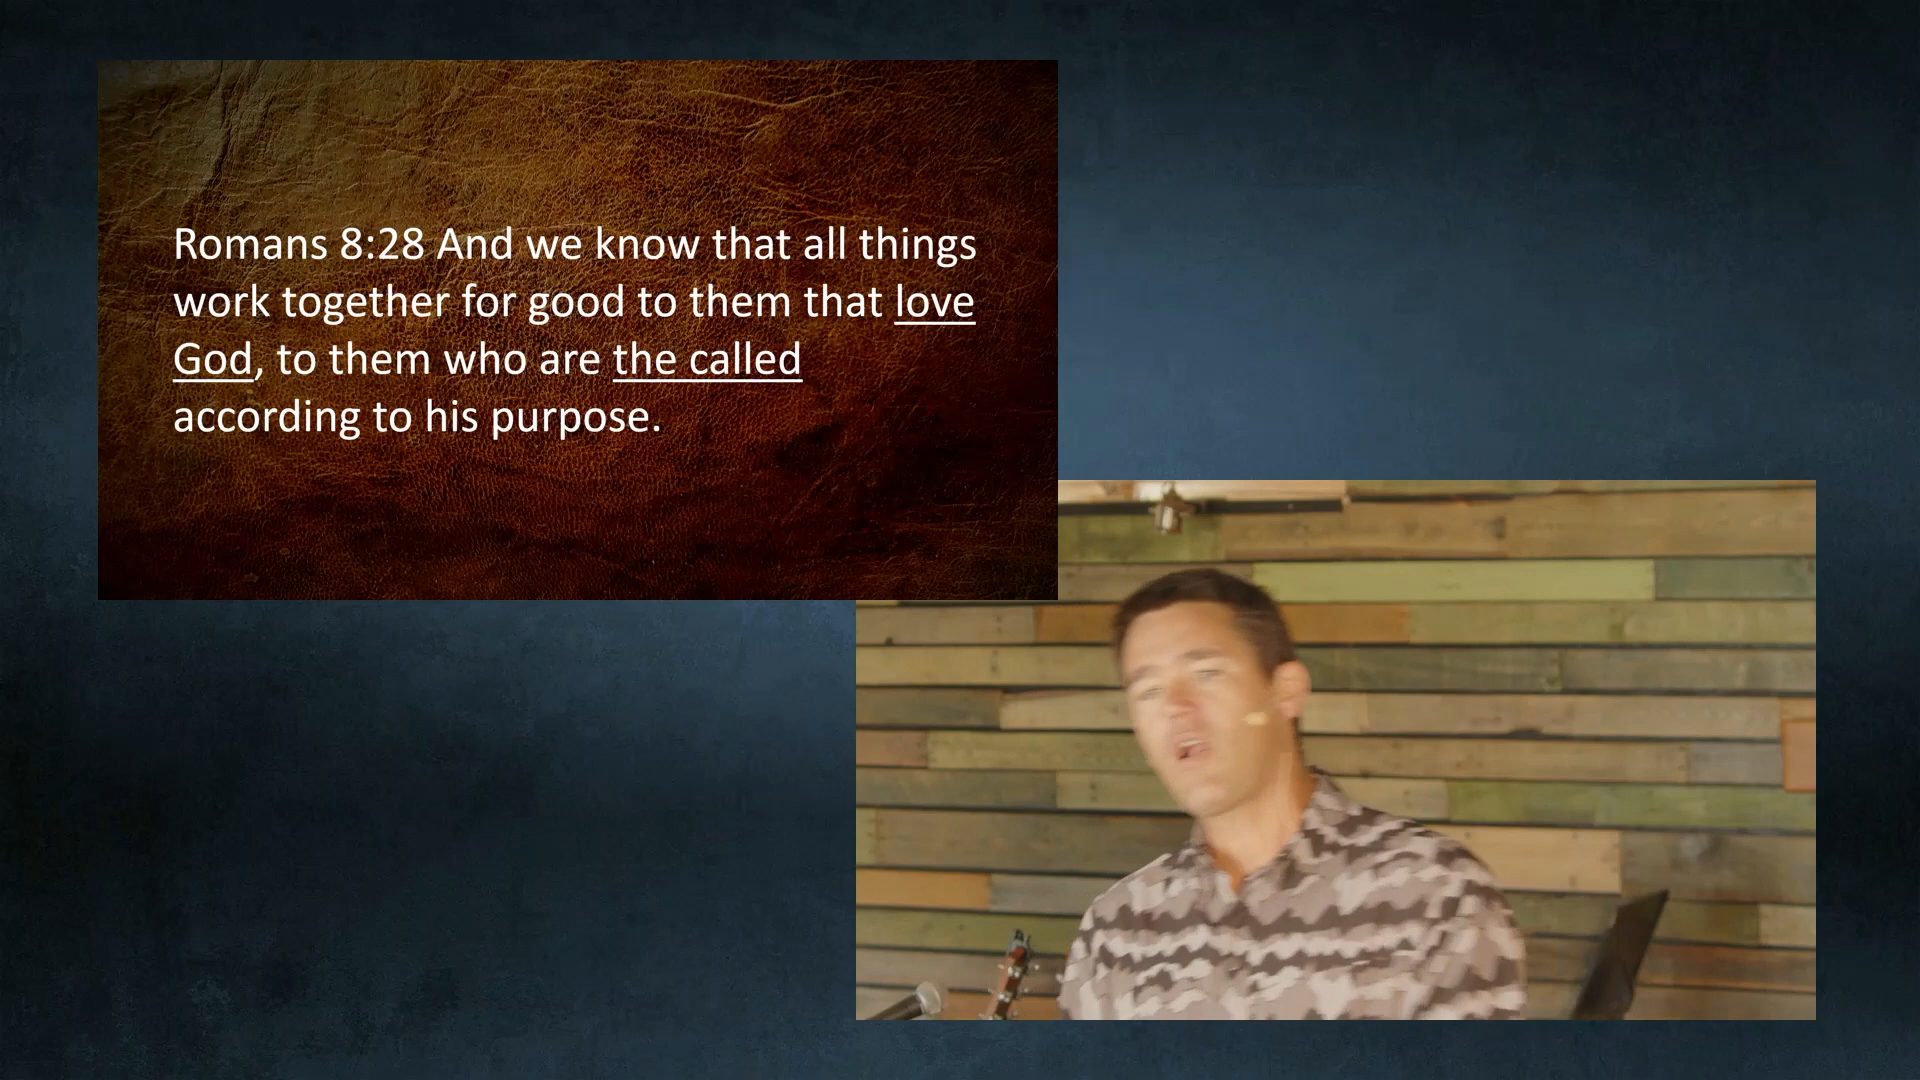 Romans 8:28 And we know that all things
work together for good to them that love
God, to them who are the called
according to his purpose.